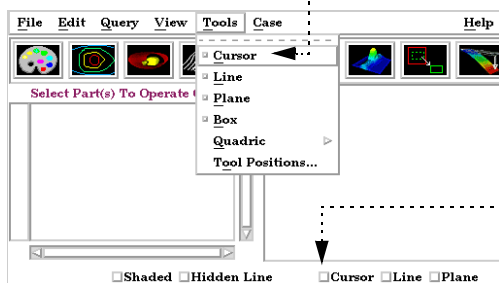 File Edit Query View Tools Case Help
Cursor
Line
Select Part(s) To Operate
Plane
Box
Quadric
Tool Positions...
Shaded Hidden Line Cursor Line Plane